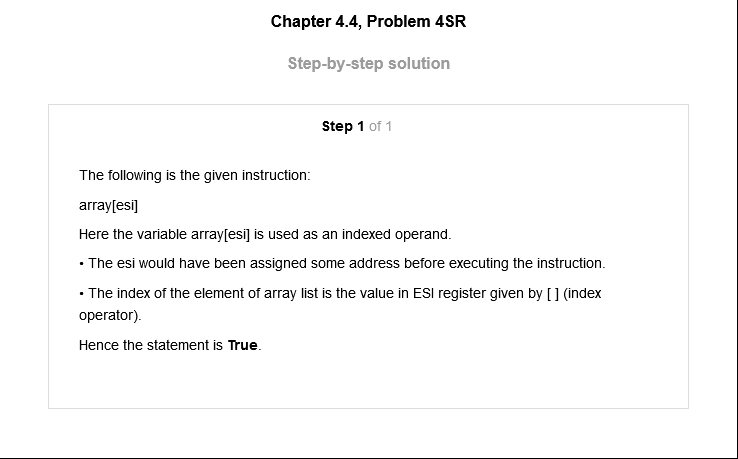 Chapter 4.4, Problem 4SR
Step-by-step solution
Step 1 of 1
The following is the given instruction:
array[esi]
Here the variable array[esi] is used as an indexed operand.
• The esi would have been assigned some address before executing the instruction.
• The index of the element of array list is the value in ESI register given by [ ] (index
operator).
Hence the statement is True.